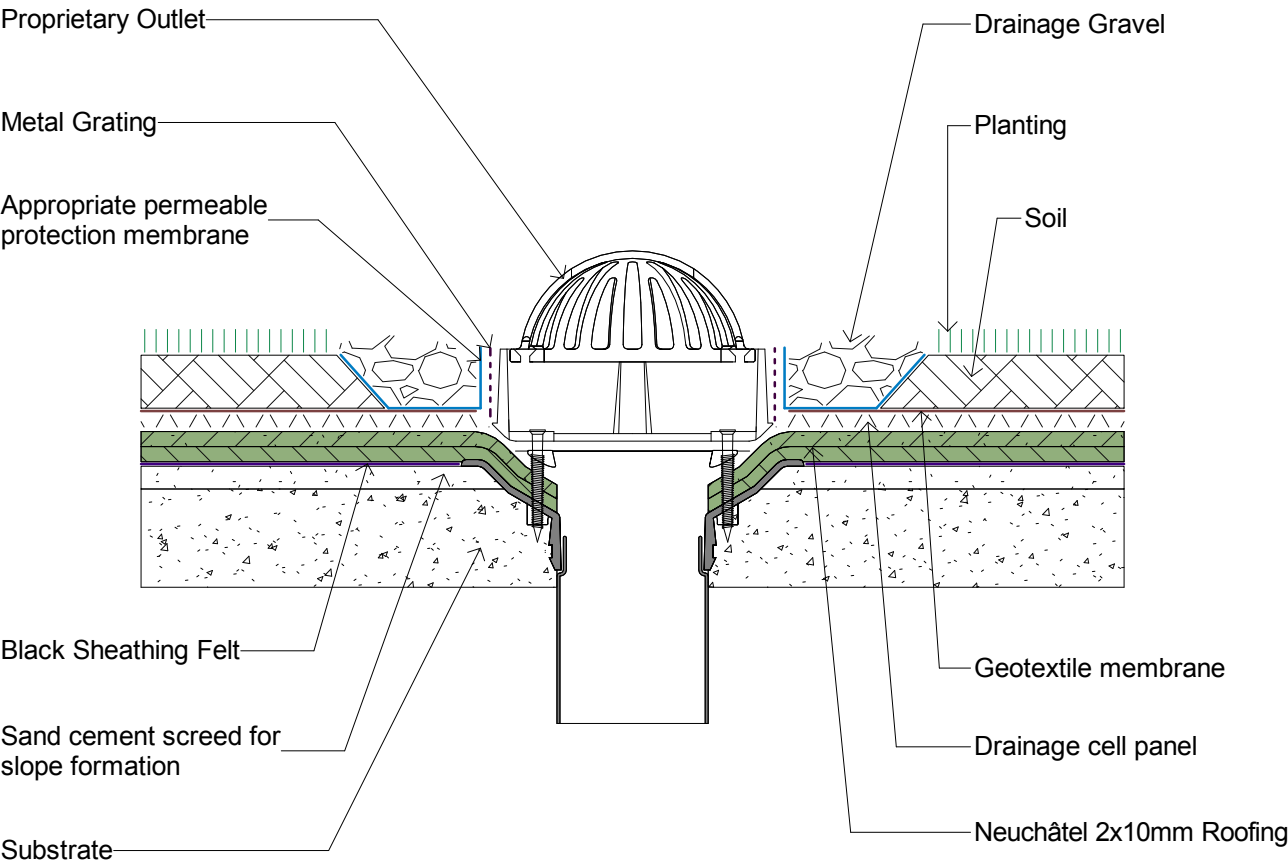 Proprietary Outlet
Metal Grating
Appropriate permeable
protection membrane
Black Sheathing Felt
Sand cement screed for
slope formation
Substrate
Drainage Gravel
Planting
Soil
Geotextile membrane
Drainage cell panel
Neuchâtel 2x10mm Roofing